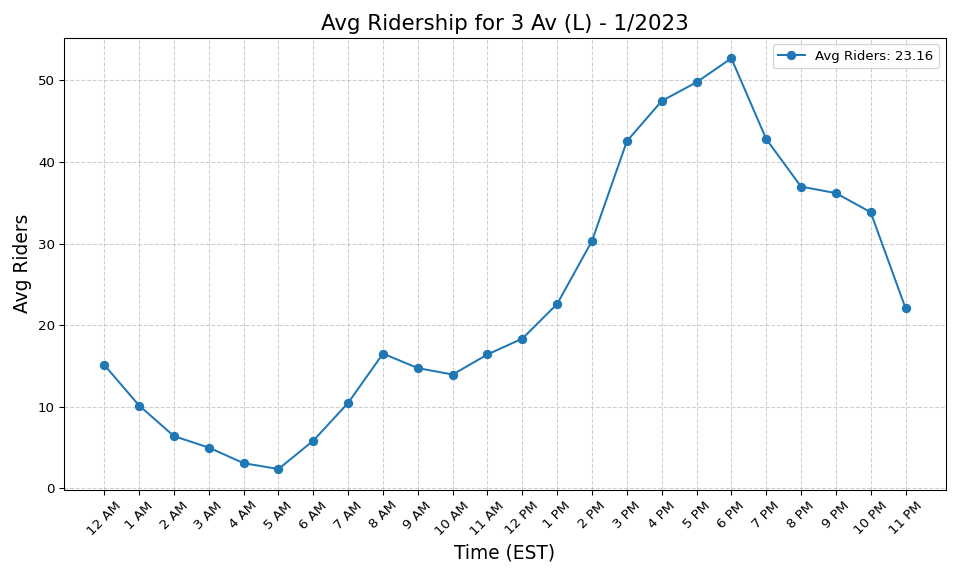 Avg Ridership for 3 Av (L) - 1/2023
Avg Riders: 23.16
Avg Riders
50
40
30
20
10
0
12 AM 1 AM 2 AM 3 AM 4 AM 5 AM 6 AM 7 AM 8 AM 9 AM 10 AM 11 AM 12 PM 1 PM 2 PM 3 PM 4 PM 5 PM 6 PM 7 PM 8 PM 9 PM 10 PM 11 PM
Time (EST)